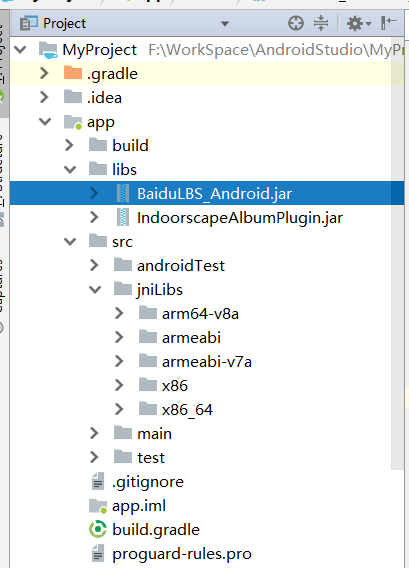 Project
MyProject F:\WorkSpace\AndroidStudio\MyPr
.gradle
.idea
app
build
libs
BaiduLBS_Android.jar
IndoorscapeAlbumPlugin.jar
src
androidTest
jniLibs
arm64-v8a
armeabi
armeabi-v7a
x86
x86_64
main
test
.gitignore
app.iml
build.gradle
proguard-rules.pro